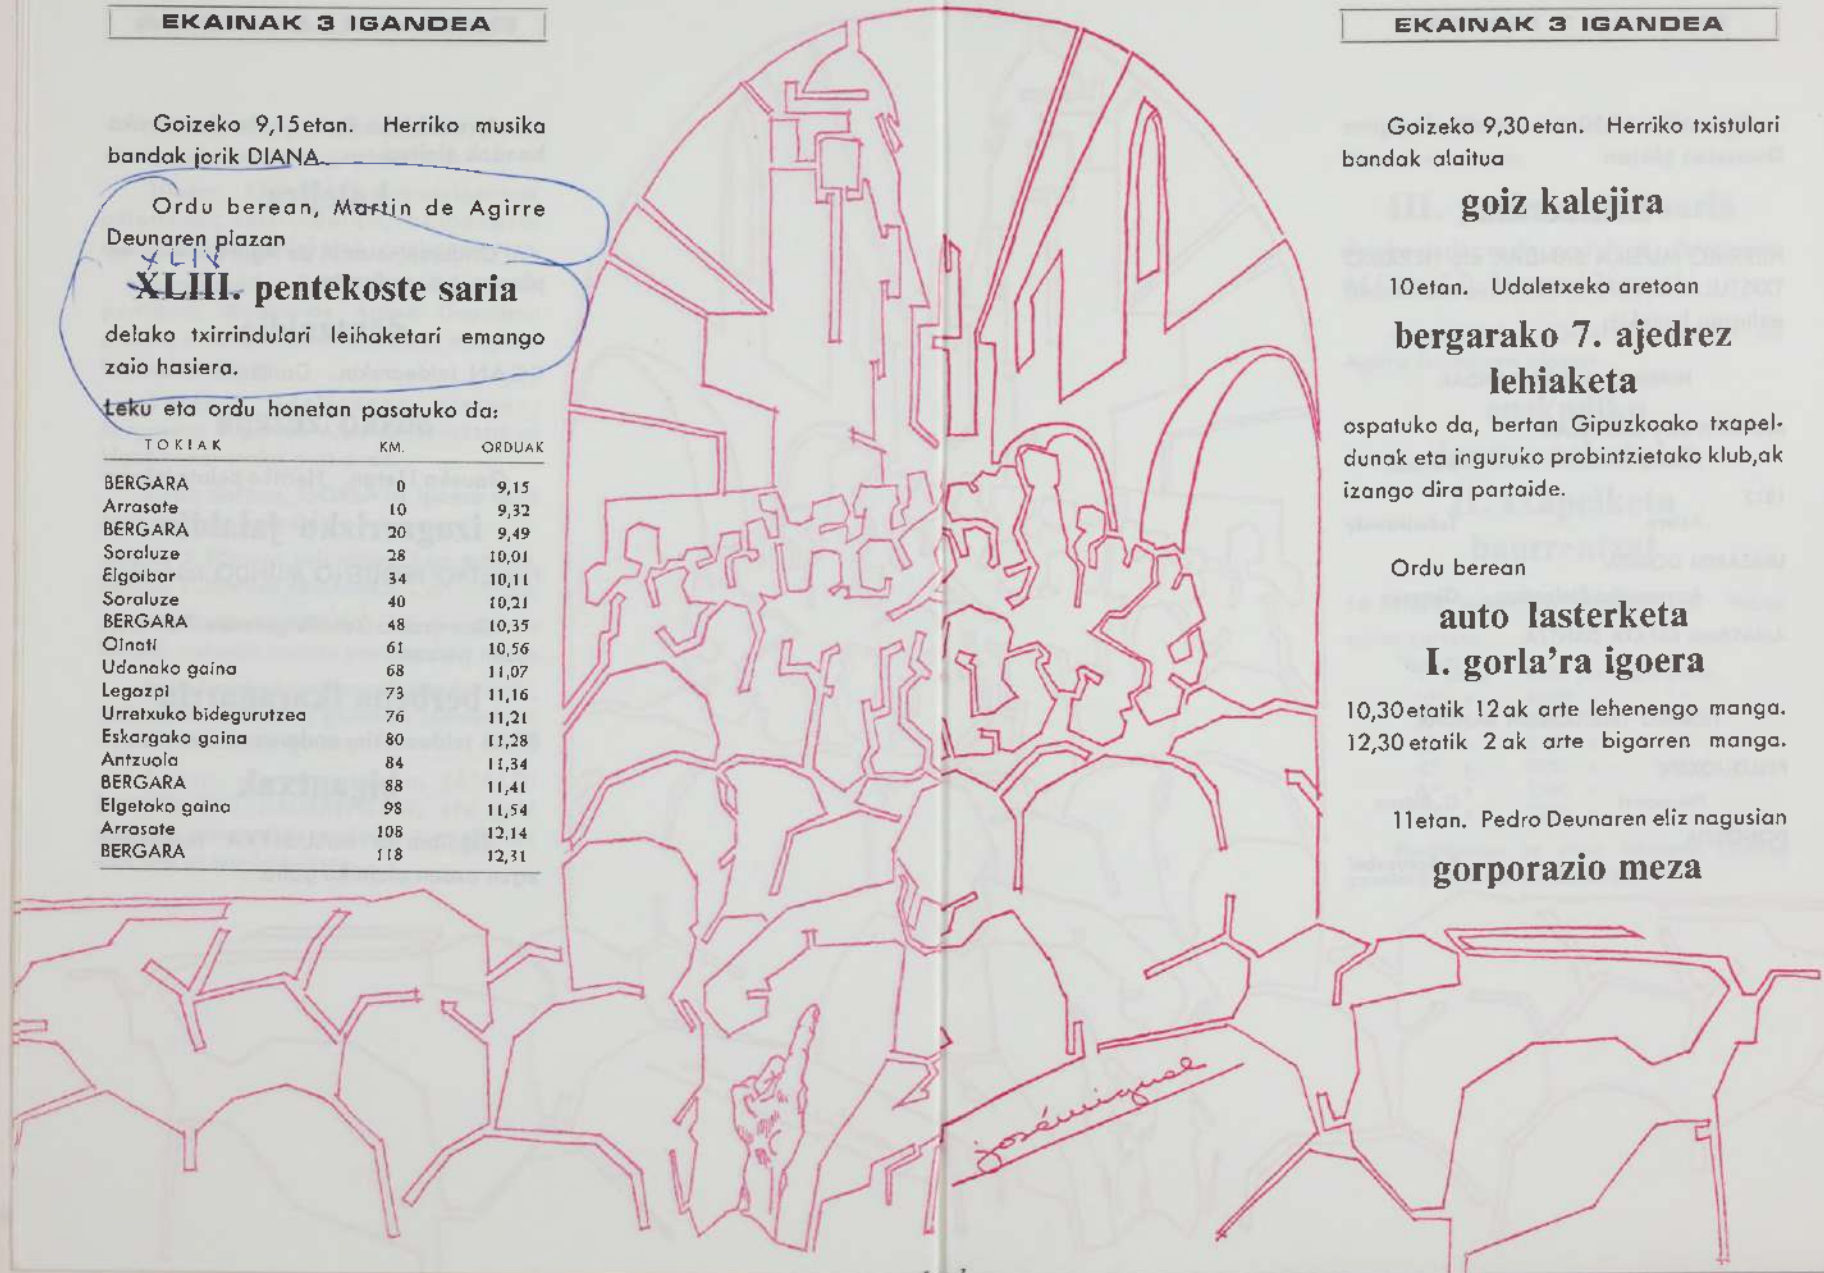 EKAINAK 3 IGANDEA
Goizeko 9,15etan. Herriko musika
bandak jorik DIANA.
Ordu berean, Martin de Agirre
Deunaren plazan
XLIV
XLIII. pentekoste saria
delako txirrindulari leihaketari emango
zaio hasiera.
Leku eta ordu honetan pasatuko da:
TOKIAK KM. ORDUAK
BERGARA 0 9,15
Arrasate 10 9,32
BERGARA 20 9,49
Soraluze 28 10,01
Elgoibar 34 10,11
Soraluze 40 10,21
BERGARA 48 10,35
Oinati 61 10,56
Udanako gaina 68 11,07
Legazpi 73 11,16
Urretxuko bidegurutzea 76 11,21
Eskargako gaina 80 11,28
Antzuola 84 11,34
BERGARA 88 11,41
Elgetako gaina 98 11,54
Arrasate 108 12,14
BERGARA 118 12,31
josémiguel
EKAINAK 3 IGANDEA
Goizeko 9,30etan. Herriko txistulari
bandak alaitua
goiz kalejira
10etan. Udaletxeko aretoan
bergarako 7. ajedrez
lehiaketa
ospatuko da, bertan Gipuzkoako txapel-
dunak eta inguruko probintzietako klub,ak
izango dira partaide.
Ordu berean
auto lasterketa
I. gorla'ra igoera
10,30etatik 12ak arte lehenengo manga.
12,30etatik 2ak arte bigarren manga.
11etan. Pedro Deunaren eliz nagusian
gorporazio meza